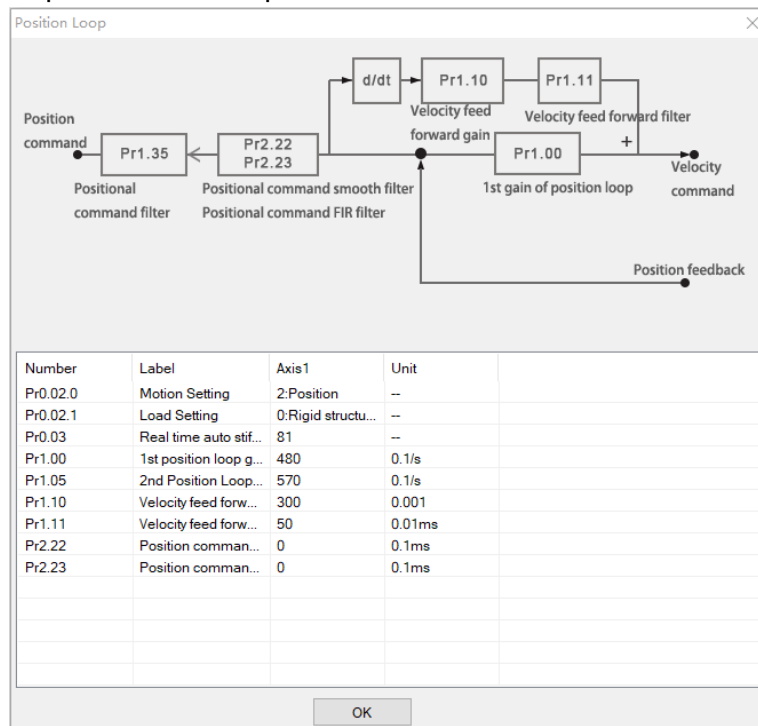 Position Loop
d/dt
Pr1.10
Pr1.11
Velocity feed
forward gain
Velocity feed forward filter
Position
command
Pr1.35
Pr2.22
Pr2.23
Pr1.00
+
Velocity
command
Positional
command filter
Positional command smooth filter
Positional command FIR filter
1st gain of position loop
Position feedback
Number Label Axis1 Unit
Pr0.02.0 Motion Setting 2:Position --
Pr0.02.1 Load Setting 0:Rigid structu... --
Pr0.03 Real time auto stif... 81 --
Pr1.00 1st position loop g... 480 0.1/s
Pr1.05 2nd Position Loop... 570 0.1/s
Pr1.10 Velocity feed forw... 300 0.001
Pr1.11 Velocity feed forw... 50 0.01ms
Pr2.22 Position comman... 0 0.1ms
Pr2.23 Position comman... 0 0.1ms
OK